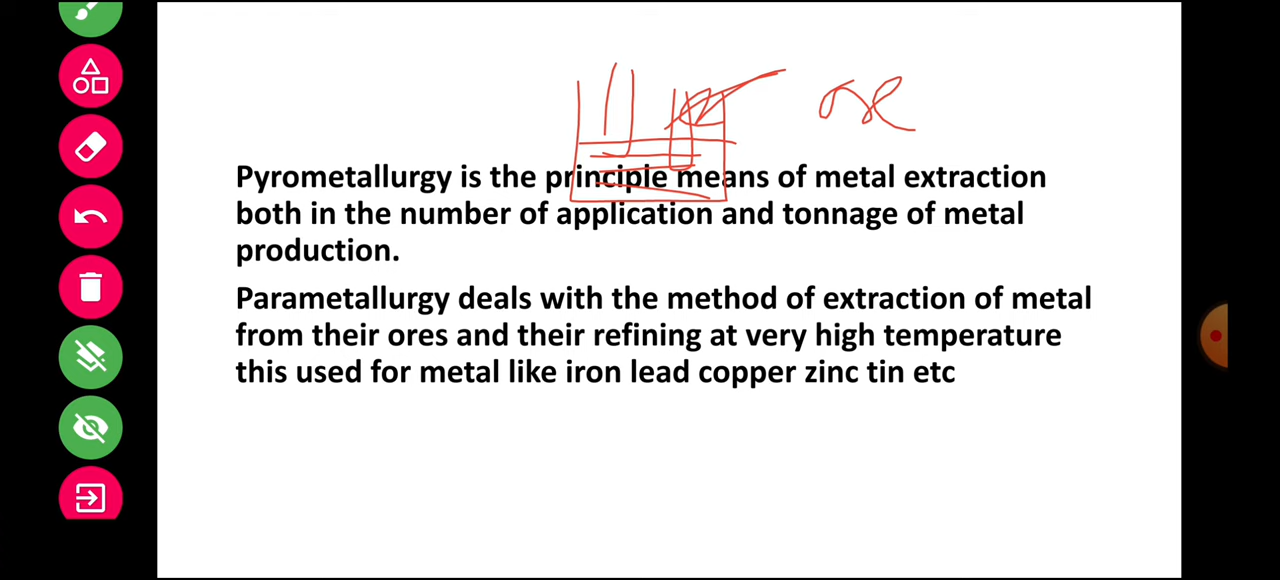 ore
Pyrometallurgy is the principle means of metal extraction
both in the number of application and tonnage of metal
production.
Parametallurgy deals with the method of extraction of metal
from their ores and their refining at very high temperature
this used for metal like iron lead copper zinc tin etc